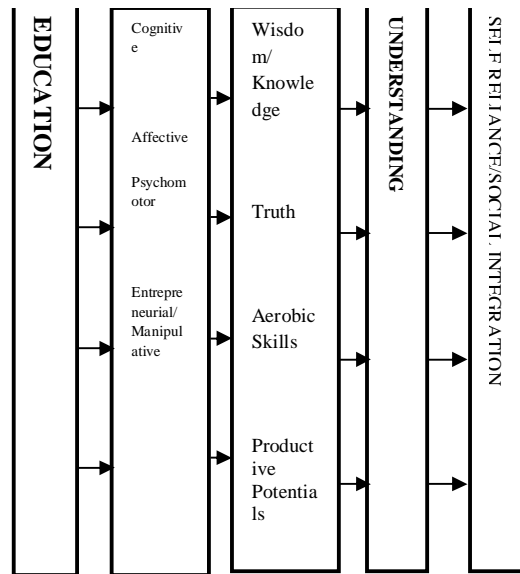 EDUCATION
Cognitiv
e
Affective
Psychom
otor
Entrepre
neurial/
Manipul
ative
Wisdo
m/
Knowle
dge
Truth
Aerobic
Skills
Product
ive
Potentia
ls
UNDERSTANDING
SELF RELIANCE/SOCIAL INTEGRATION